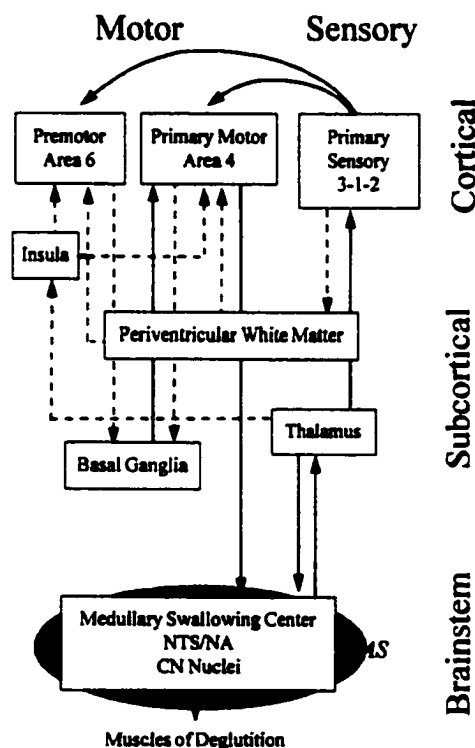 Motor
Sensory
Premotor
Area 6
Primary Motor
Area 4
Primary
Sensory
3-1-2
Cortical
Insula
Periventricular White Matter
Subcortical
Thalamus
Basal Ganglia
Medullary Swallowing Center
NTS/NA
CN Nuclei
Brainstem
Muscles of Deglutition